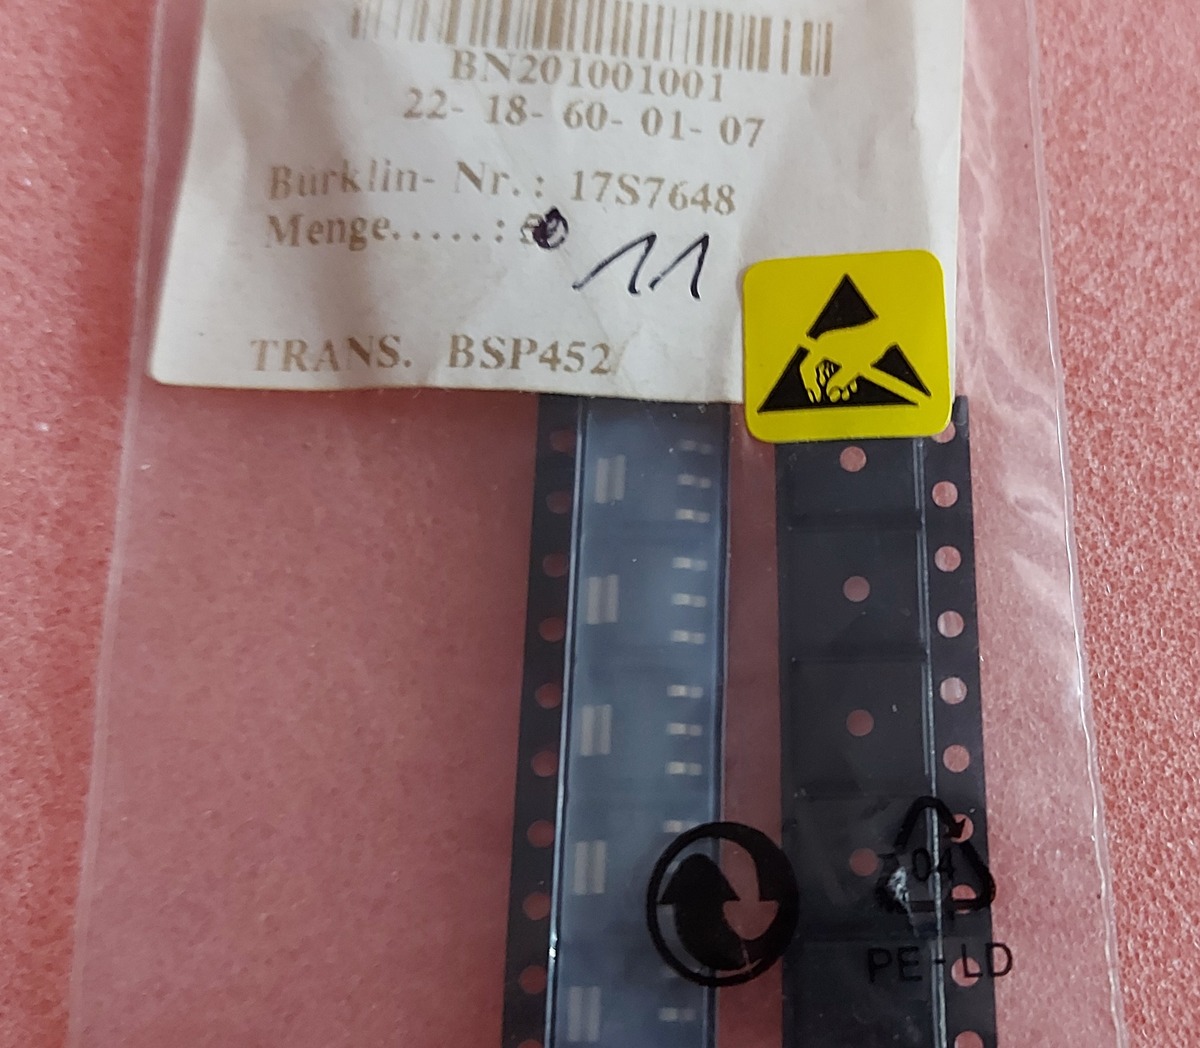 BN201001001
22- 18- 60- 01- 07
Bürklin- Nr.: 17S7648
Menge.....:
11
TRANS. BSP452
04
PE-LD